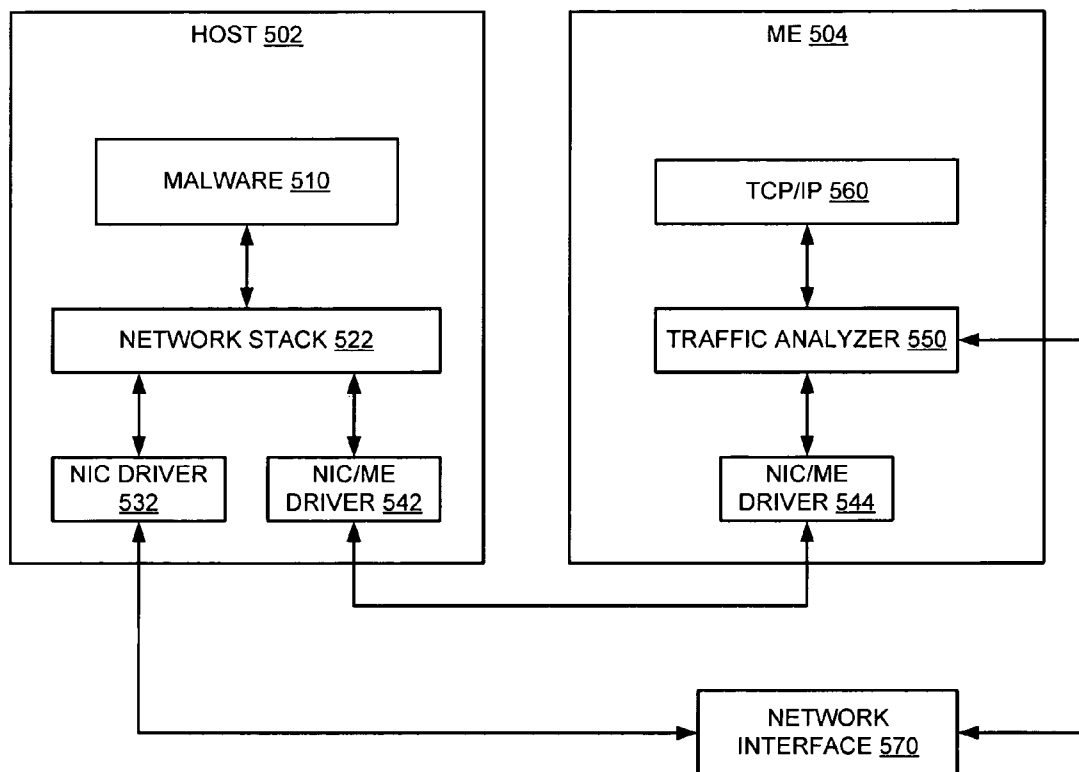 HOST 502
ME 504
MALWARE 510
TCP/IP 560
NETWORK STACK 522
TRAFFIC ANALYZER 550
NIC DRIVER
532
NIC/ME
DRIVER 542
NIC/ME
DRIVER 544
NETWORK
INTERFACE 570